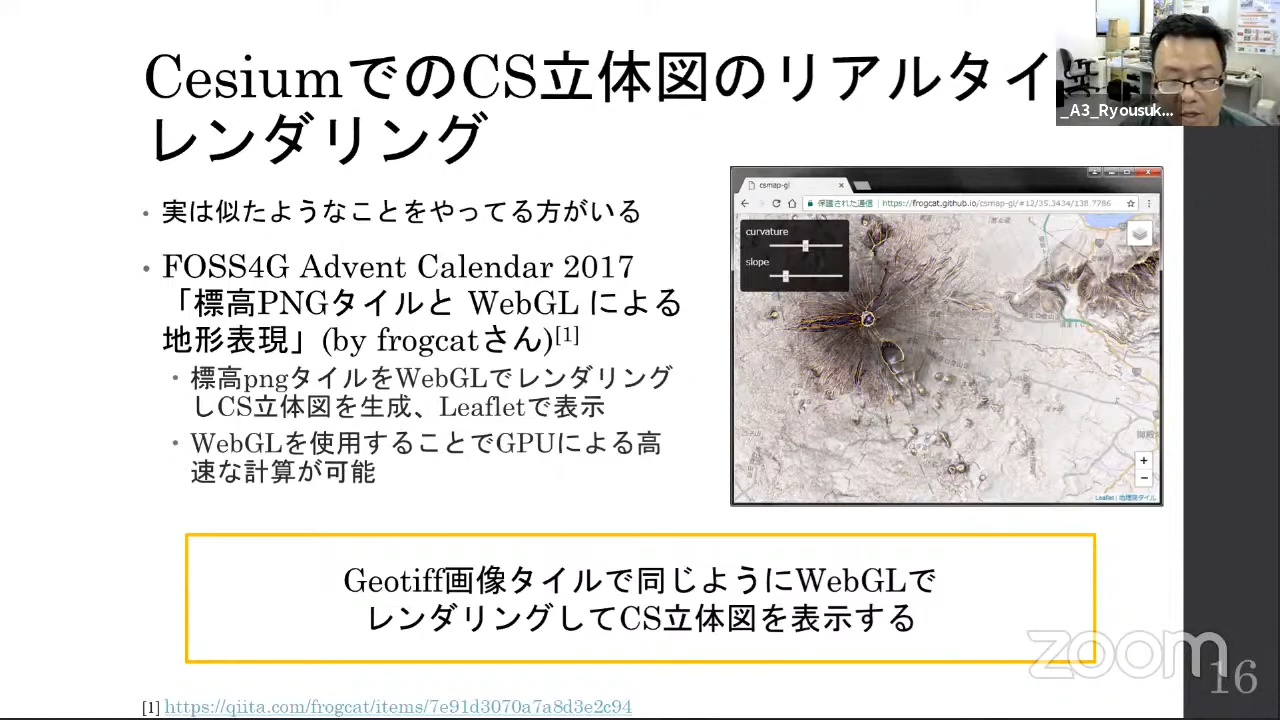 CesiumでのCS立体図のリアルタイ
レンダリング
_A3_Ryousuk...
• 実は似たようなことをやってる方がいる
• FOSS4G Advent Calendar 2017
「標高PNGタイルと WebGL による
地形表現」(by frogcatさん)[1]
• 標高pngタイルをWebGLでレンダリング
しCS立体図を生成、Leafletで表示
• WebGLを使用することでGPUによる高
速な計算が可能
csmap-gl
保護された通信 | https://frogcat.github.io/csmap-gl/#12/35.3434/138.7786
curvature
slope
御殿
+
−
Leaflet | 地理院タイル
Geotiff画像タイルで同じようにWebGLで
レンダリングしてCS立体図を表示する
zoom
16
[1] https://qiita.com/frogcat/items/7e91d3070a7a8d3e2c94